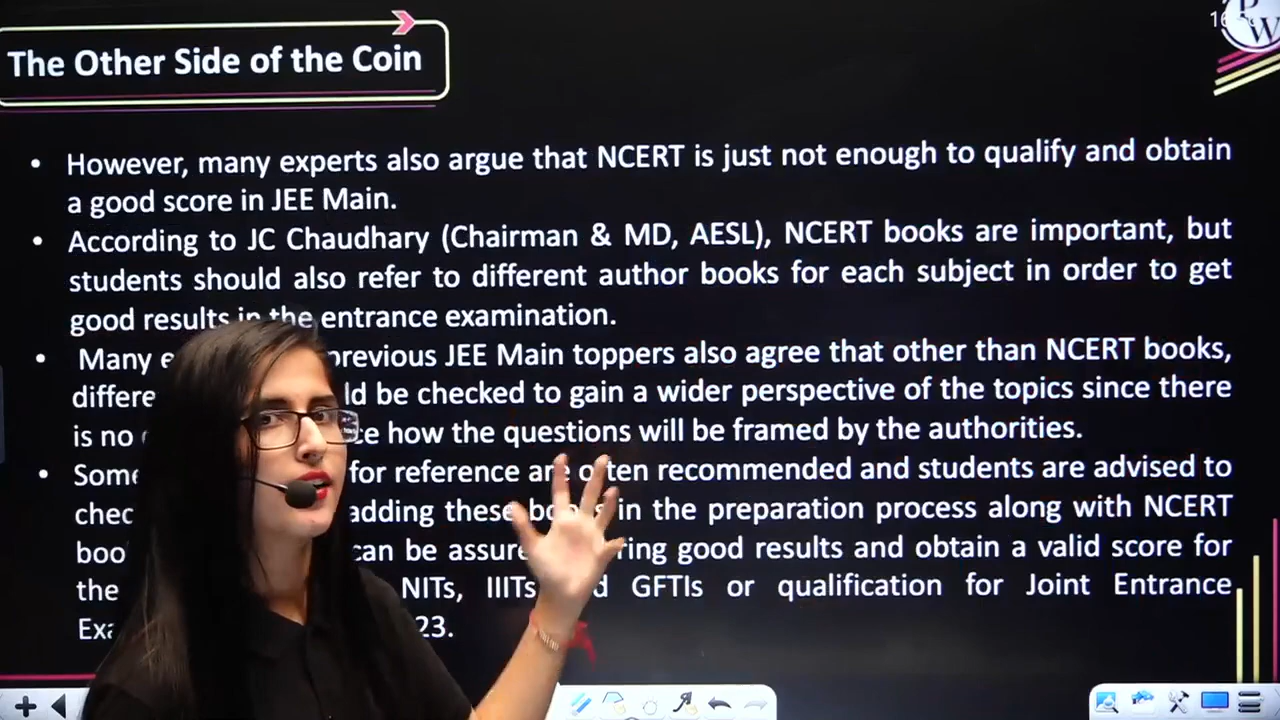 16
PW
The Other Side of the Coin
• However, many experts also argue that NCERT is just not enough to qualify and obtain
a good score in JEE Main.
• According to JC Chaudhary (Chairman & MD, AESL), NCERT books are important, but
students should also refer to different author books for each subject in order to get
good results in the entrance examination.
• Many previous JEE Main toppers also agree that other than NCERT books,
be checked to gain a wider perspective of the topics since there
is no how the questions will be framed by the authorities.
• for reference are often recommended and students are advised to
adding these books in the preparation process along with NCERT
can be good results and obtain a valid score for
the NITs, IIITs GFTIs or qualification for Joint Entrance
23.